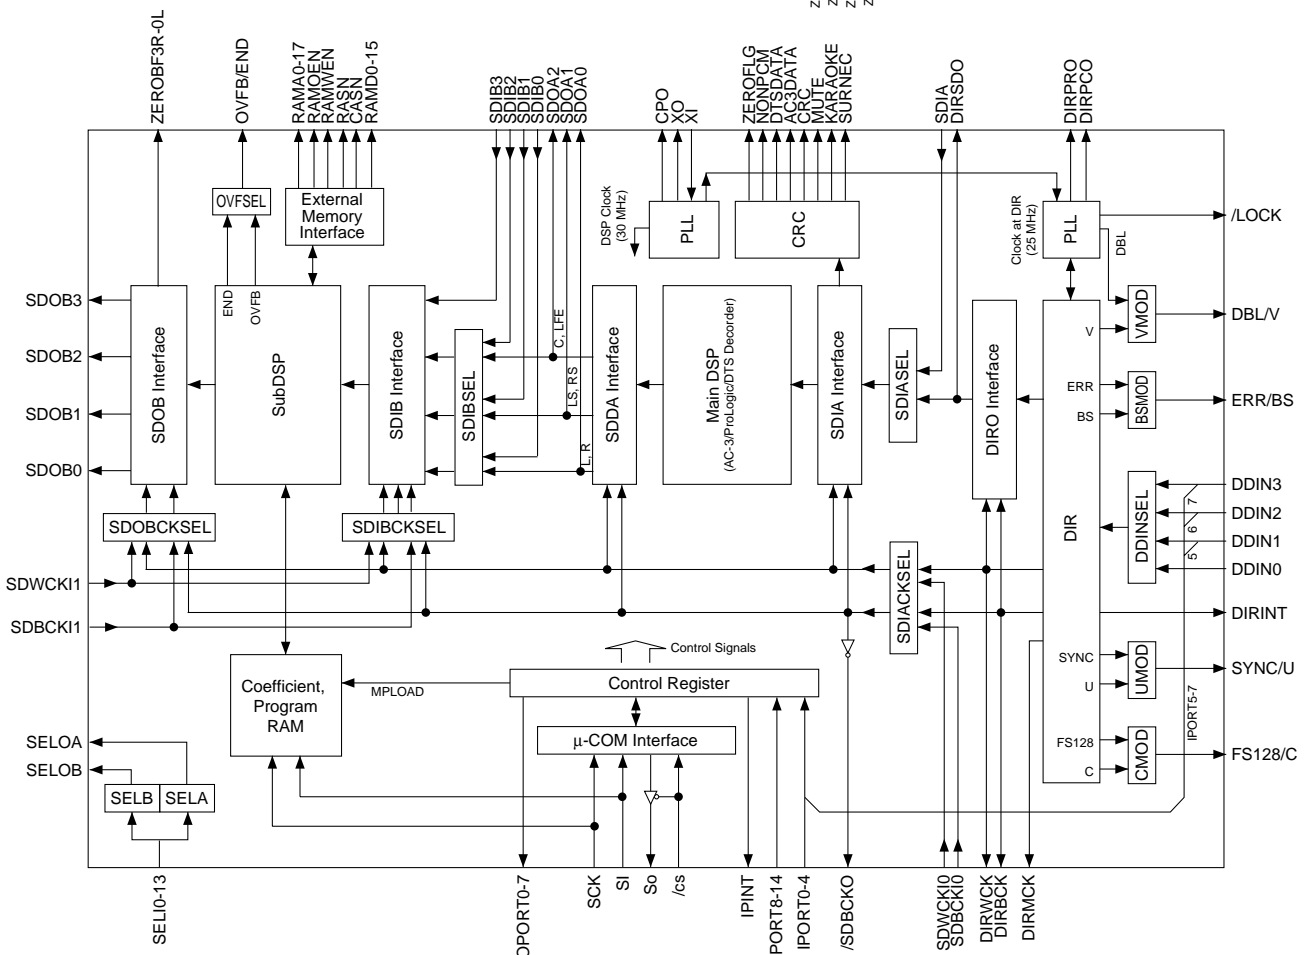 Z
Z
Z
Z
ZEROBF3R-0L
OVFB/END
RAMA0-17
RAMOEN
RAMWEN
RASN
CASN
RAMD0-15
SDIB3
SDIB2
SDIB1
SDIB0
SDOA2
SDOA1
SDOA0
CPO
XO
XI
ZEROFLG
NONPCM
DTSDATA
AC3DATA
CRC
MUTE
KARAOKE
SURNEC
SDIA
DIRSDO
DIRPRO
DIRPCO
OVFSEL
External
Memory
Interface
DSP Clock
(30 MHz)
PLL
CRC
Clock at DIR
(25 MHz)
PLL
DBL
/LOCK
SDOB3
SDOB2
SDOB1
SDOB0
SDOB Interface
END
OVFB
SubDSP
SDIB Interface
SDIBSEL
C, LFE
LS, RS
L, R
SDDA Interface
Main DSP
(AC-3/ProLogic/DTS Decorder)
SDIA Interface
SDIASEL
DIRO Interface
DIR
V
VMOD
DBL/V
ERR
BS
BSMOD
ERR/BS
DDINSEL
7
6
5
DDIN3
DDIN2
DDIN1
DDIN0
SDOBCKSEL
SDIBCKSEL
SDIACKSEL
SDWCKI1
SDBCKI1
DIRINT
Control Signals
Coefficient,
Program
RAM
MPLOAD
Control Register
μ-COM Interface
SYNC
U
UMOD
SYNC/U
IPORT5-7
FS128
C
CMOD
FS128/C
SELOA
SELOB
SELB
SELA
SELI0-13
OPORT0-7
SCK
SI
So
/cs
IPINT
PORT8-14
IPORT0-4
/SDBCKO
SDWCKI0
SDBCKI0
DIRWCK
DIRBCK
DIRMCK